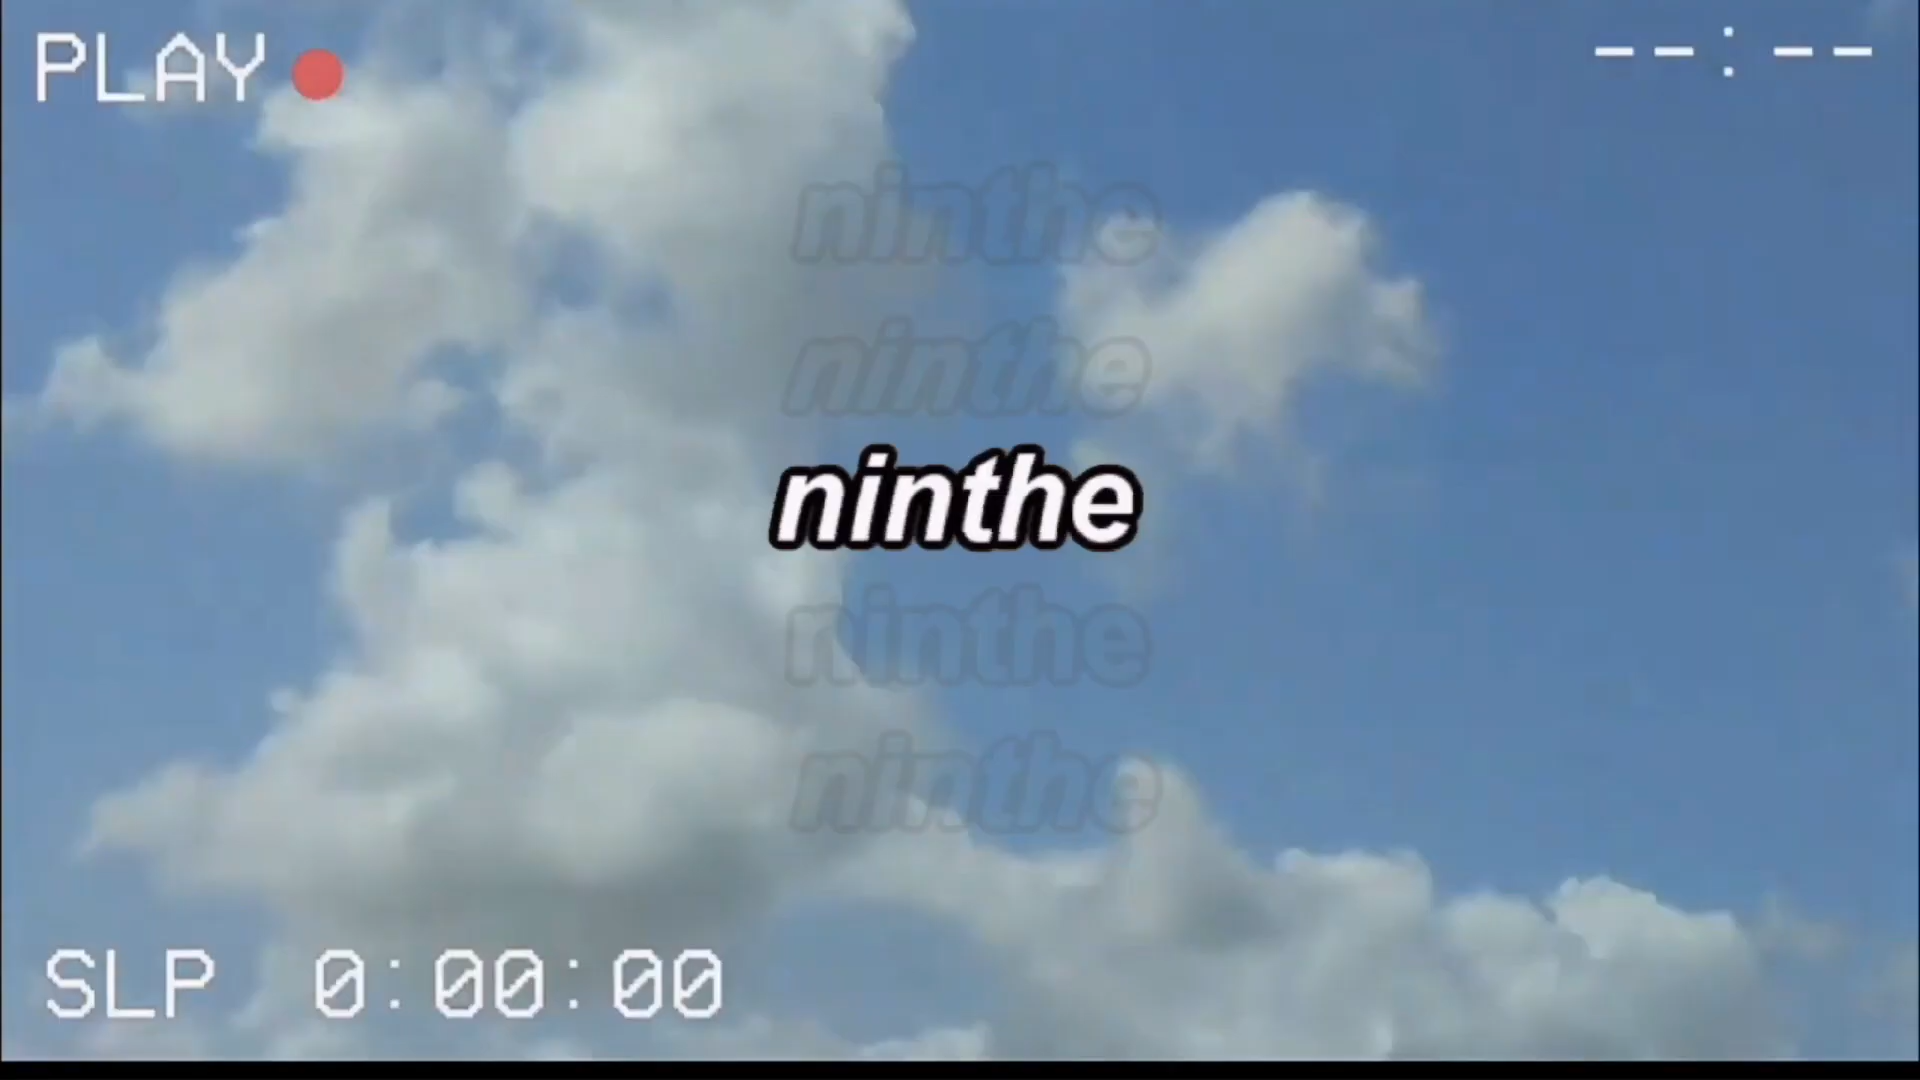 PLAY
--:--
ninthe
ninthe
ninthe
ninthe
ninthe
SLP 0:00:00